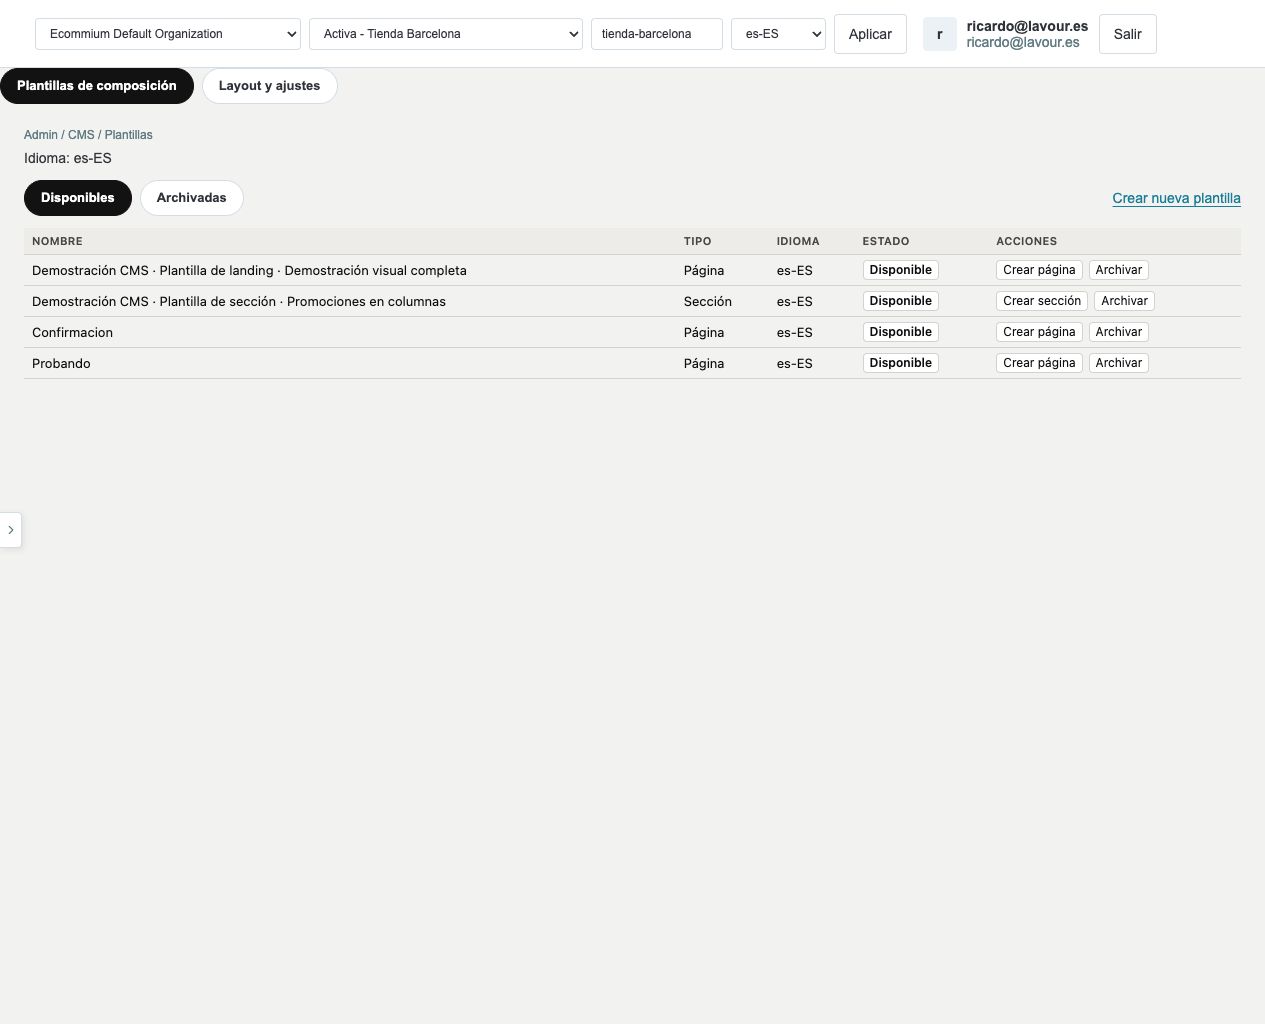 Ecommium Default Organization
Activa - Tienda Barcelona
tienda-barcelona
es-ES
Aplicar
r
ricardo@lavour.es
ricardo@lavour.es
Salir
Plantillas de composición
Layout y ajustes
Admin / CMS / Plantillas
Idioma: es-ES
Disponibles
Archivadas
Crear nueva plantilla
NOMBRE TIPO IDIOMA ESTADO ACCIONES
Demostración CMS · Plantilla de landing · Demostración visual completa Página es-ES Disponible Crear página Archivar
Demostración CMS · Plantilla de sección · Promociones en columnas Sección es-ES Disponible Crear sección Archivar
Confirmacion Página es-ES Disponible Crear página Archivar
Probando Página es-ES Disponible Crear página Archivar